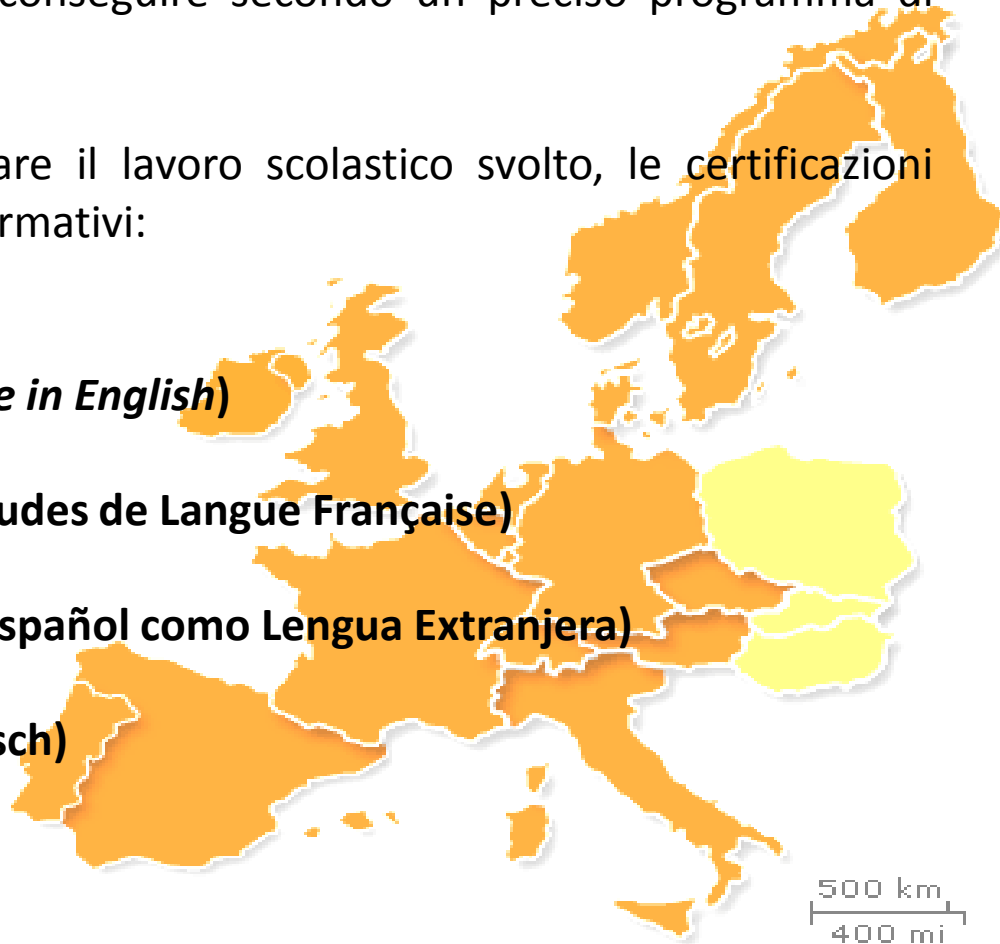 conseguire secondo un preciso programma di
are il lavoro scolastico svolto, le certificazioni
rmativi:
e in English)
udes de Langue Française)
spañol como Lengua Extranjera)
sch)
500 km
400 mi